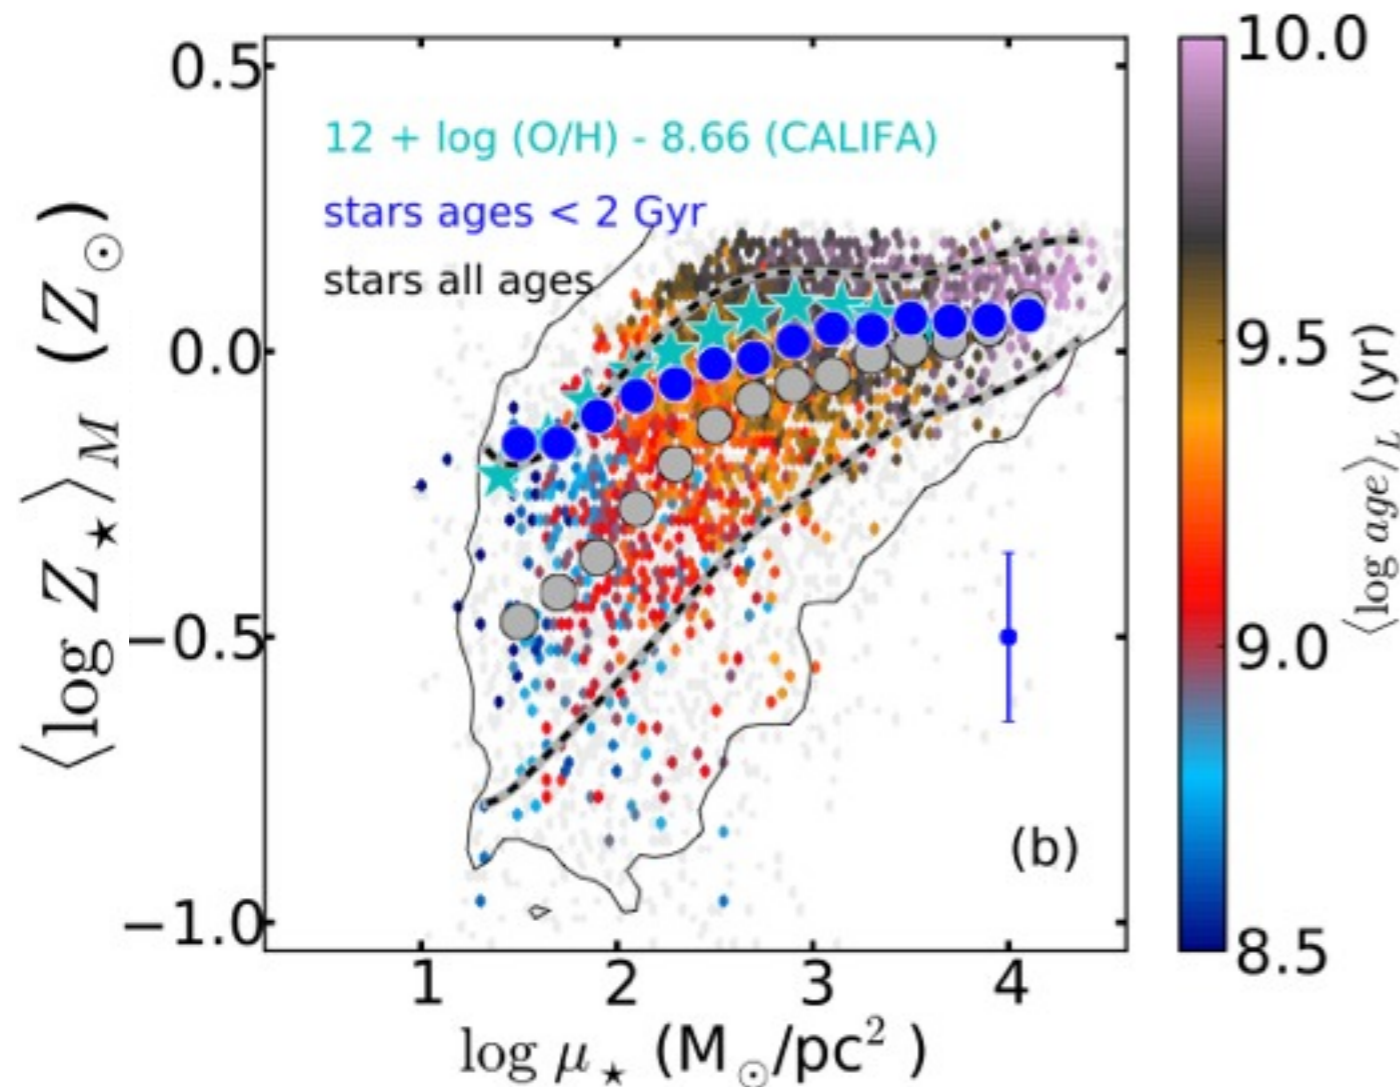 0.5
0.0
−0.5
−1.0
⟨log Z★⟩M (Z⊙)
12 + log (O/H) - 8.66 (CALIFA)
stars ages < 2 Gyr
stars all ages
(b)
1 2 3 4
log μ★ (M⊙/pc² )
10.0
9.5
9.0
8.5
⟨log age⟩L (yr)